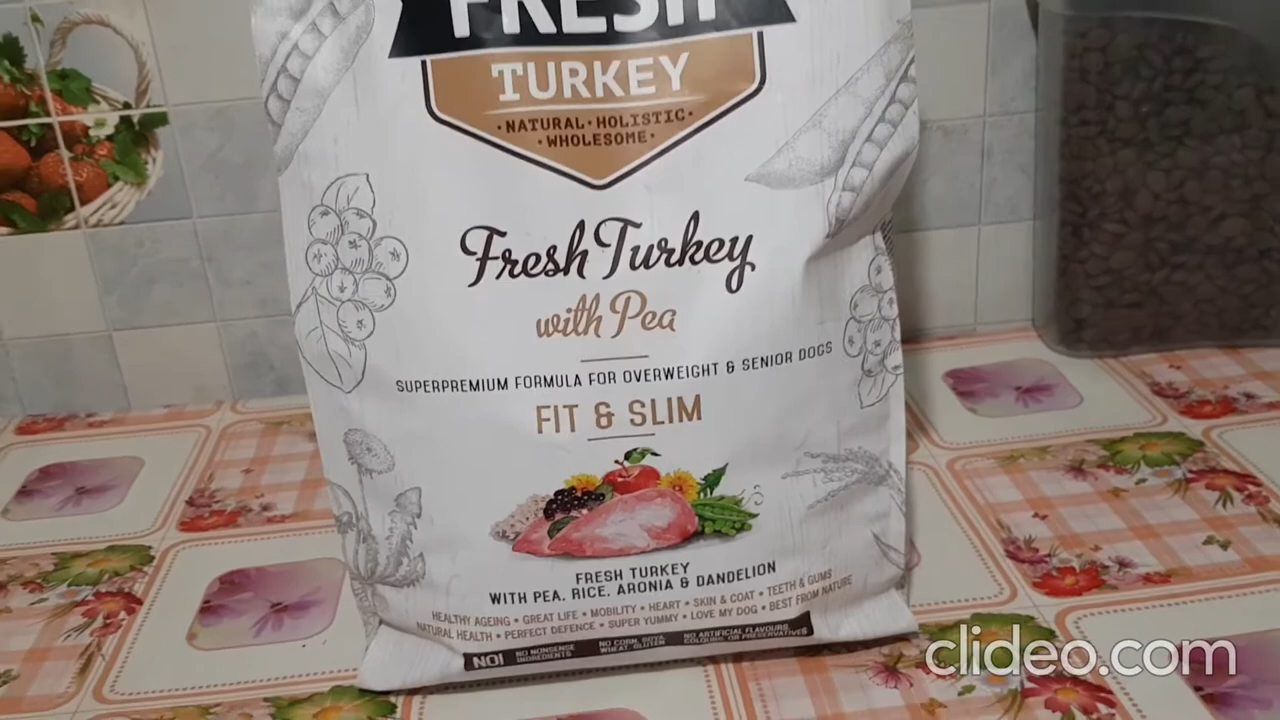 FRESH
TURKEY
• NATURAL • HOLISTIC •
• WHOLESOME •
Fresh Turkey
with Pea
SUPERPREMIUM FORMULA FOR OVERWEIGHT & SENIOR DOGS
FIT & SLIM
FRESH TURKEY
WITH PEA, RICE, ARONIA & DANDELION
HEALTHY AGEING • GREAT LIFE • MOBILITY • HEART • SKIN & COAT • TEETH & GUMS
NATURAL HEALTH • PERFECT DEFENCE • SUPER YUMMY • LOVE MY DOG • BEST FROM NATURE
NO! NO NONSENSE INGREDIENTS NO CORN, SOYA, WHEAT, GLUTEN NO ARTIFICIAL FLAVOURS, COLOURS, OR PRESERVATIVES
clideo.com